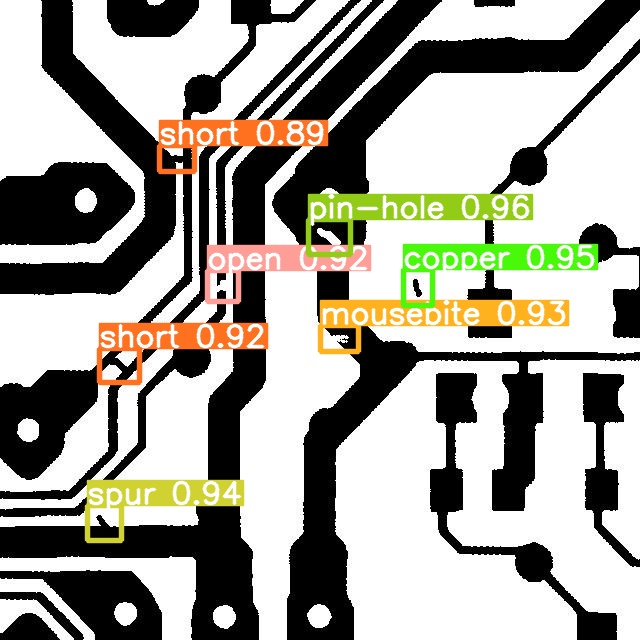 short 0.89
pin-hole 0.96
open 0.92
copper 0.95
mousebite 0.93
short 0.92
spur 0.94